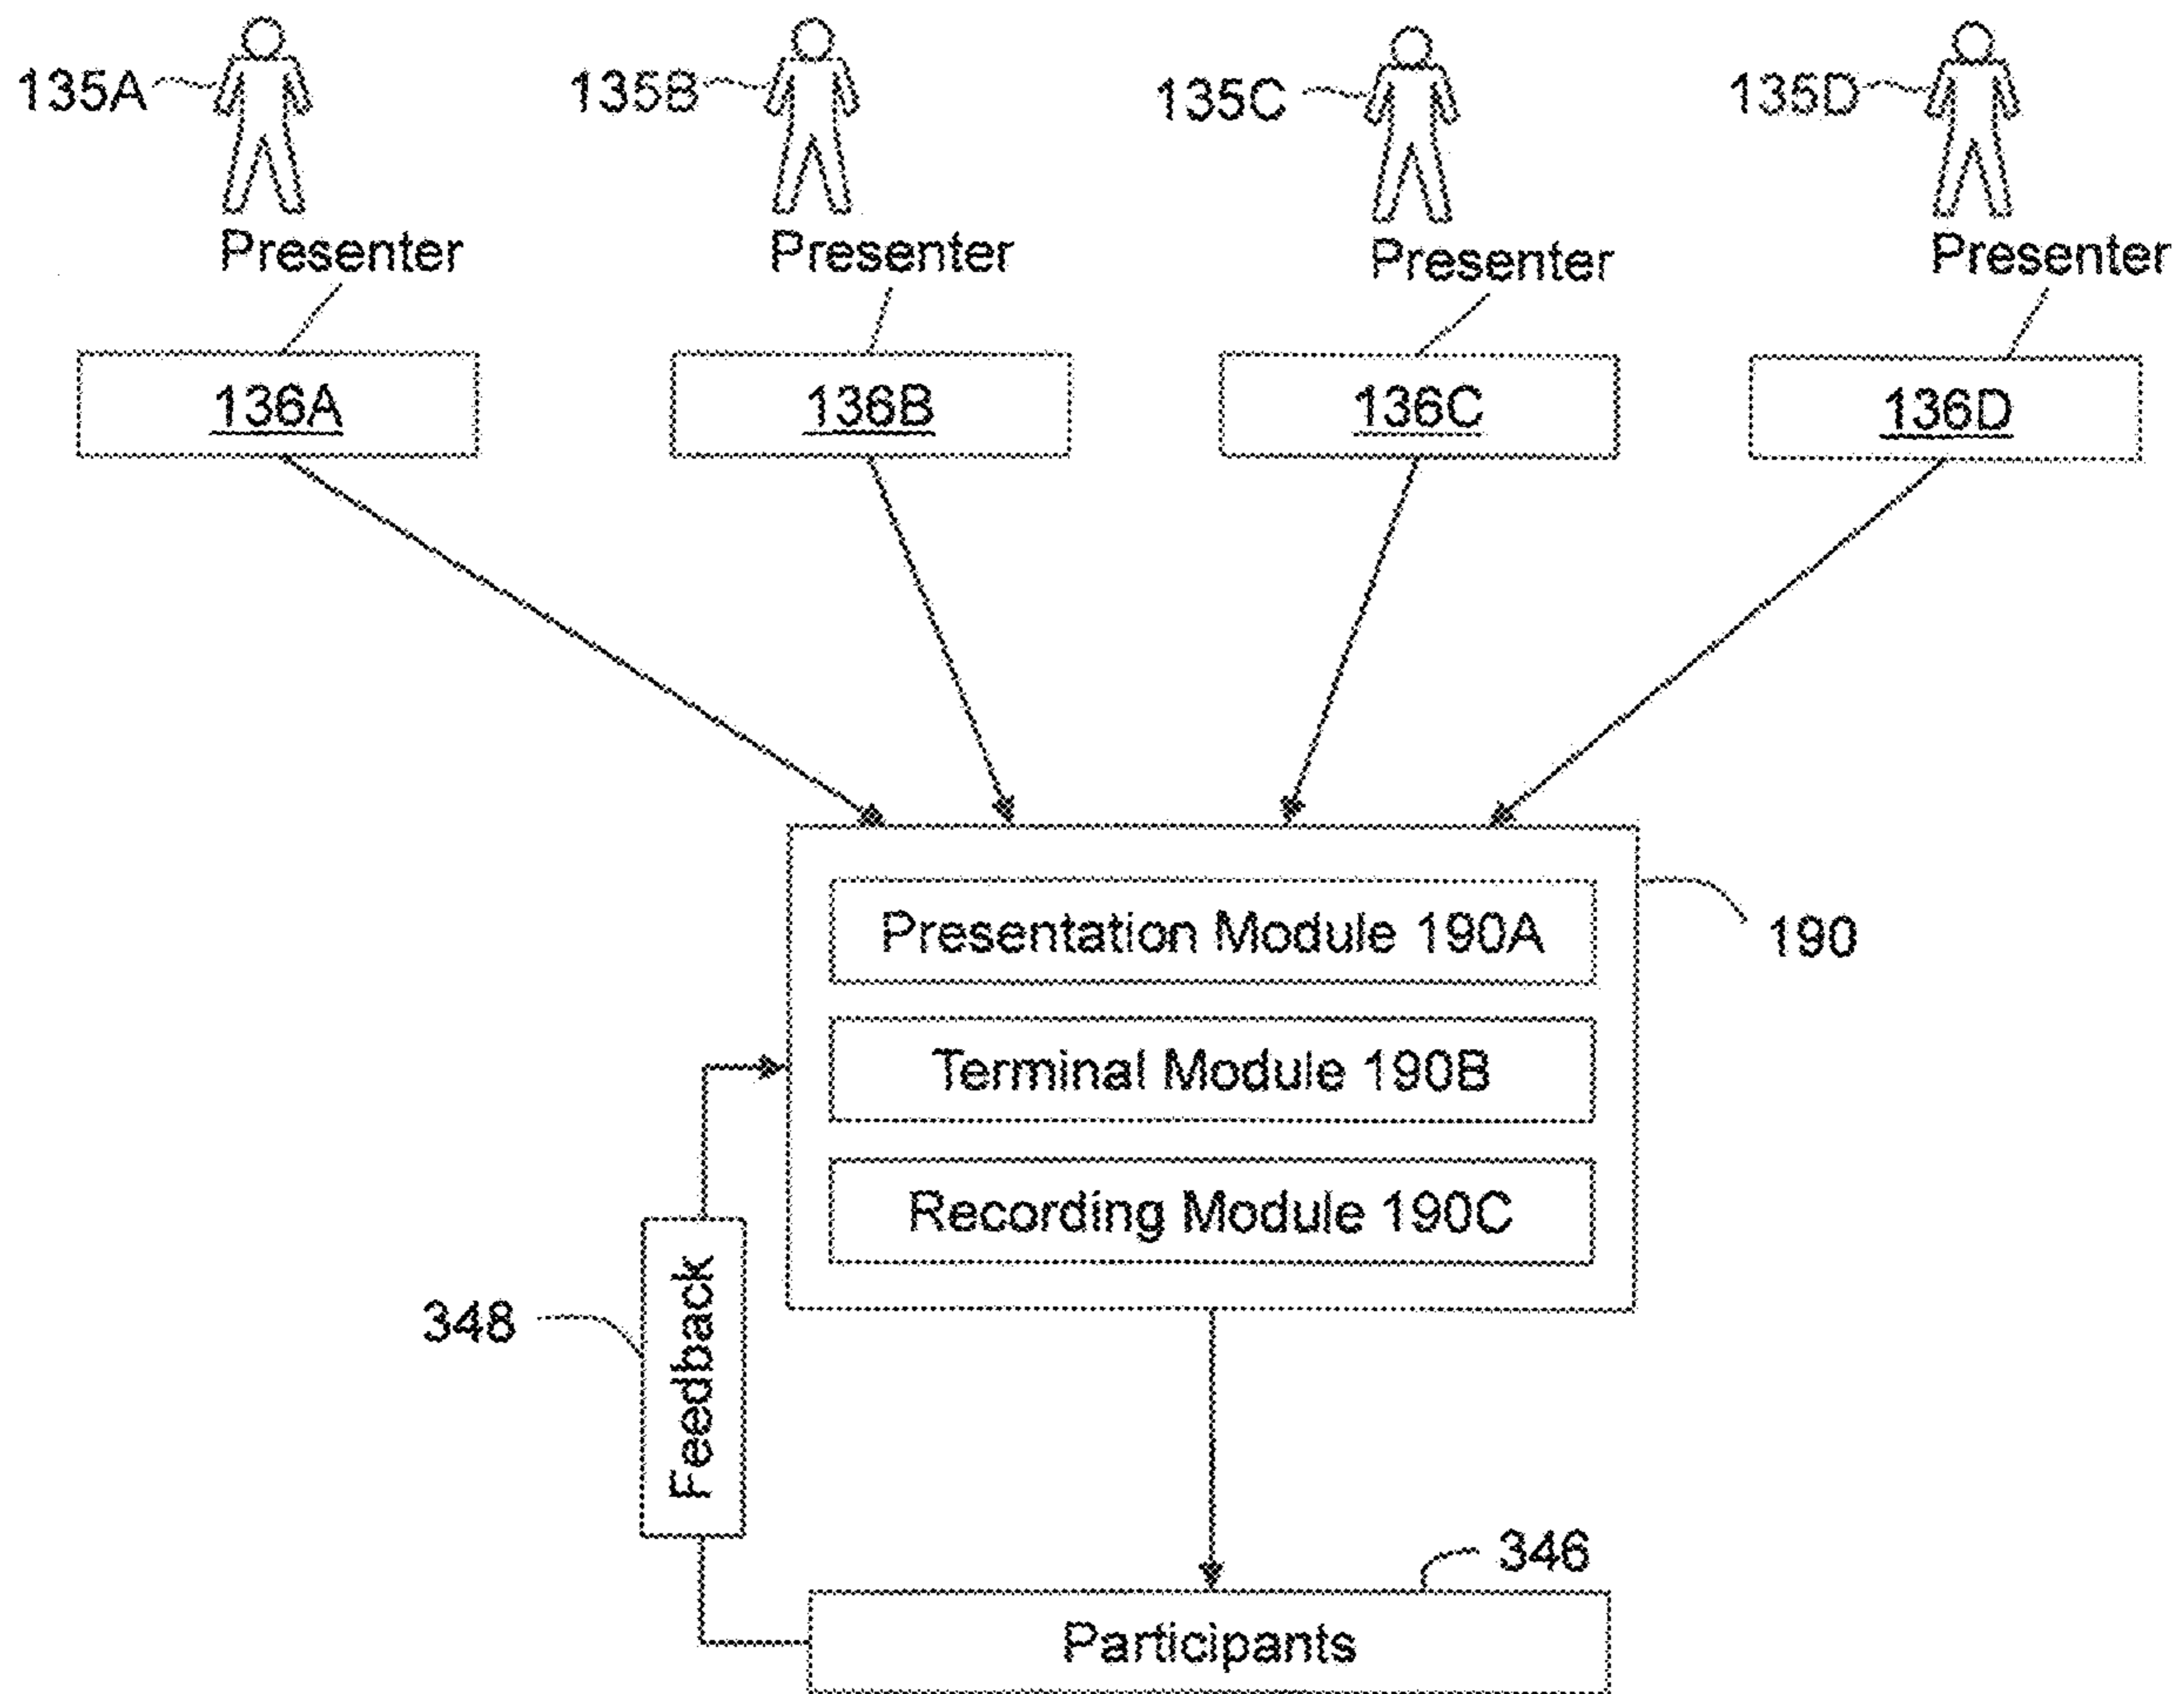 135A
135B
135C
135D
Presenter
Presenter
Presenter
Presenter
136A
136B
136C
136D
Presentation Module 190A
190
Terminal Module 190B
Recording Module 190C
348
Feedback
346
Participants